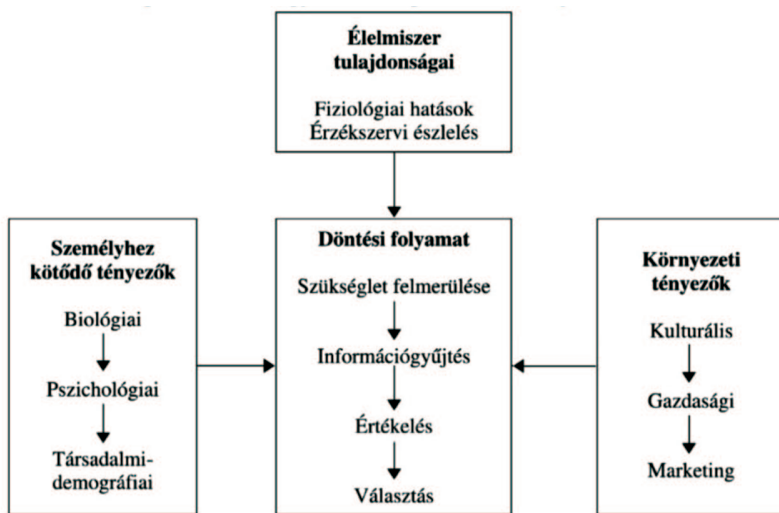 Élelmiszer
tulajdonságai
Fiziológiai hatások
Érzékszervi észlelés
Személyhez
kötődő tényezők
Biológiai
Pszichológiai
Társadalmi-
demográfiai
Döntési folyamat
Szükséglet felmerülése
Információgyűjtés
Értékelés
Választás
Környezeti
tényezők
Kulturális
Gazdasági
Marketing